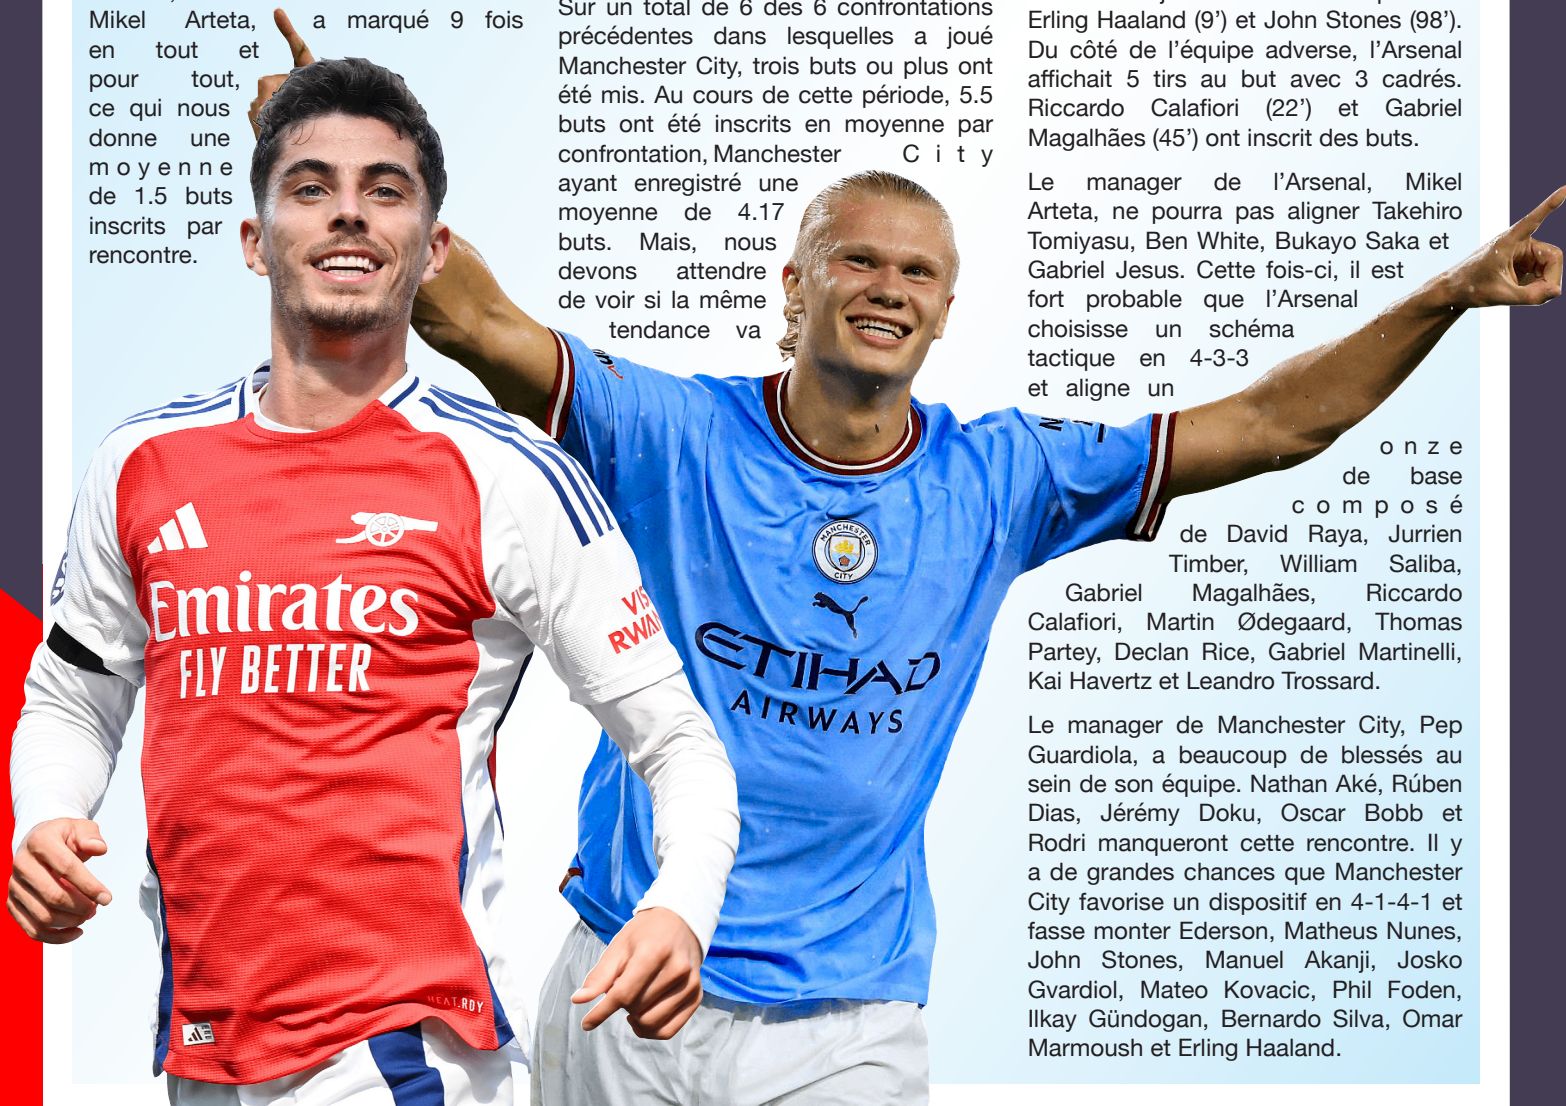 Mikel Arteta, a marqué 9 fois
en tout et
pour tout,
ce qui nous
donne une
moyenne
de 1.5 buts
inscrits par
rencontre.
Sur un total de 6 des 6 confrontations
précédentes dans lesquelles a joué
Manchester City, trois buts ou plus ont
été mis. Au cours de cette période, 5.5
buts ont été inscrits en moyenne par
confrontation, Manchester City
ayant enregistré une
moyenne de 4.17
buts. Mais, nous
devons attendre
de voir si la même
tendance va
Erling Haaland (9’) et John Stones (98’).
Du côté de l’équipe adverse, l’Arsenal
affichait 5 tirs au but avec 3 cadrés.
Riccardo Calafiori (22’) et Gabriel
Magalhães (45’) ont inscrit des buts.
Le manager de l’Arsenal, Mikel
Arteta, ne pourra pas aligner Takehiro
Tomiyasu, Ben White, Bukayo Saka et
Gabriel Jesus. Cette fois-ci, il est
fort probable que l’Arsenal
choisisse un schéma
tactique en 4-3-3
et aligne un
onze
de base
composé
de David Raya, Jurrien
Timber, William Saliba,
Gabriel Magalhães, Riccardo
Calafiori, Martin Ødegaard, Thomas
Partey, Declan Rice, Gabriel Martinelli,
Kai Havertz et Leandro Trossard.
Le manager de Manchester City, Pep
Guardiola, a beaucoup de blessés au
sein de son équipe. Nathan Aké, Rúben
Dias, Jérémy Doku, Oscar Bobb et
Rodri manqueront cette rencontre. Il y
a de grandes chances que Manchester
City favorise un dispositif en 4-1-4-1 et
fasse monter Ederson, Matheus Nunes,
John Stones, Manuel Akanji, Josko
Gvardiol, Mateo Kovacic, Phil Foden,
Ilkay Gündogan, Bernardo Silva, Omar
Marmoush et Erling Haaland.
Emirates
FLY BETTER
HEAT.RDY
MANCHESTER
CITY
ETIHAD
AIRWAYS